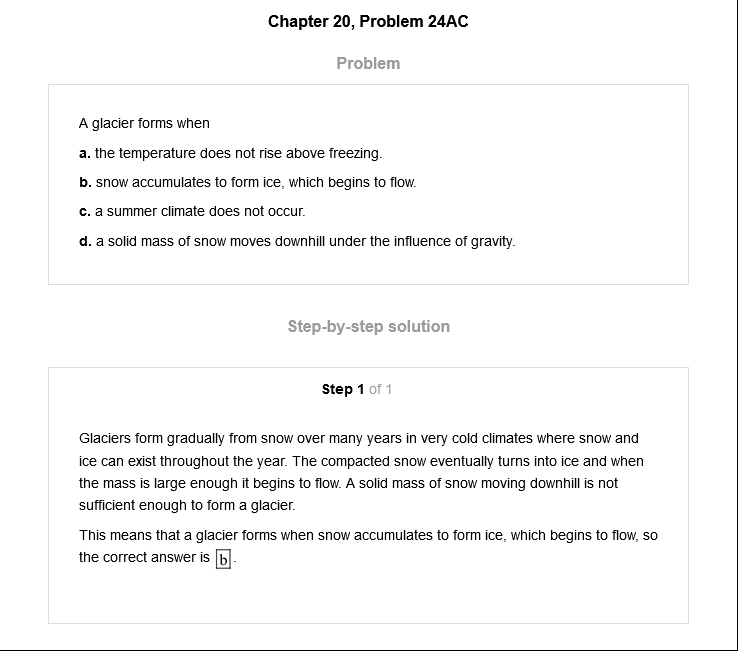 Chapter 20, Problem 24AC
Problem
A glacier forms when
a. the temperature does not rise above freezing.
b. snow accumulates to form ice, which begins to flow.
c. a summer climate does not occur.
d. a solid mass of snow moves downhill under the influence of gravity.
Step-by-step solution
Step 1 of 1
Glaciers form gradually from snow over many years in very cold climates where snow and
ice can exist throughout the year. The compacted snow eventually turns into ice and when
the mass is large enough it begins to flow. A solid mass of snow moving downhill is not
sufficient enough to form a glacier.
This means that a glacier forms when snow accumulates to form ice, which begins to flow, so
the correct answer is b.